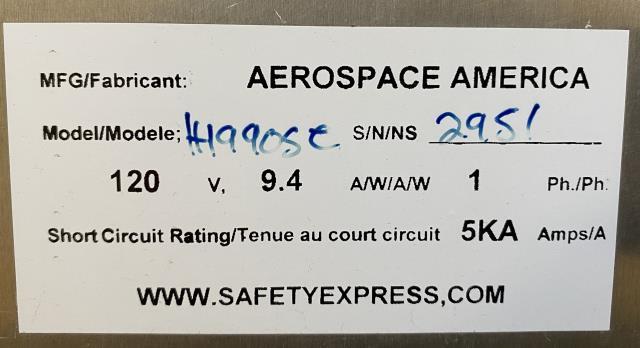 MFG/Fabricant: AEROSPACE AMERICA
Model/Modele; H1990SE S/N/NS 2951
120 V, 9.4 A/W/A/W 1 Ph./Ph.
Short Circuit Rating/Tenue au court circuit 5KA Amps/A
WWW.SAFETYEXPRESS,COM